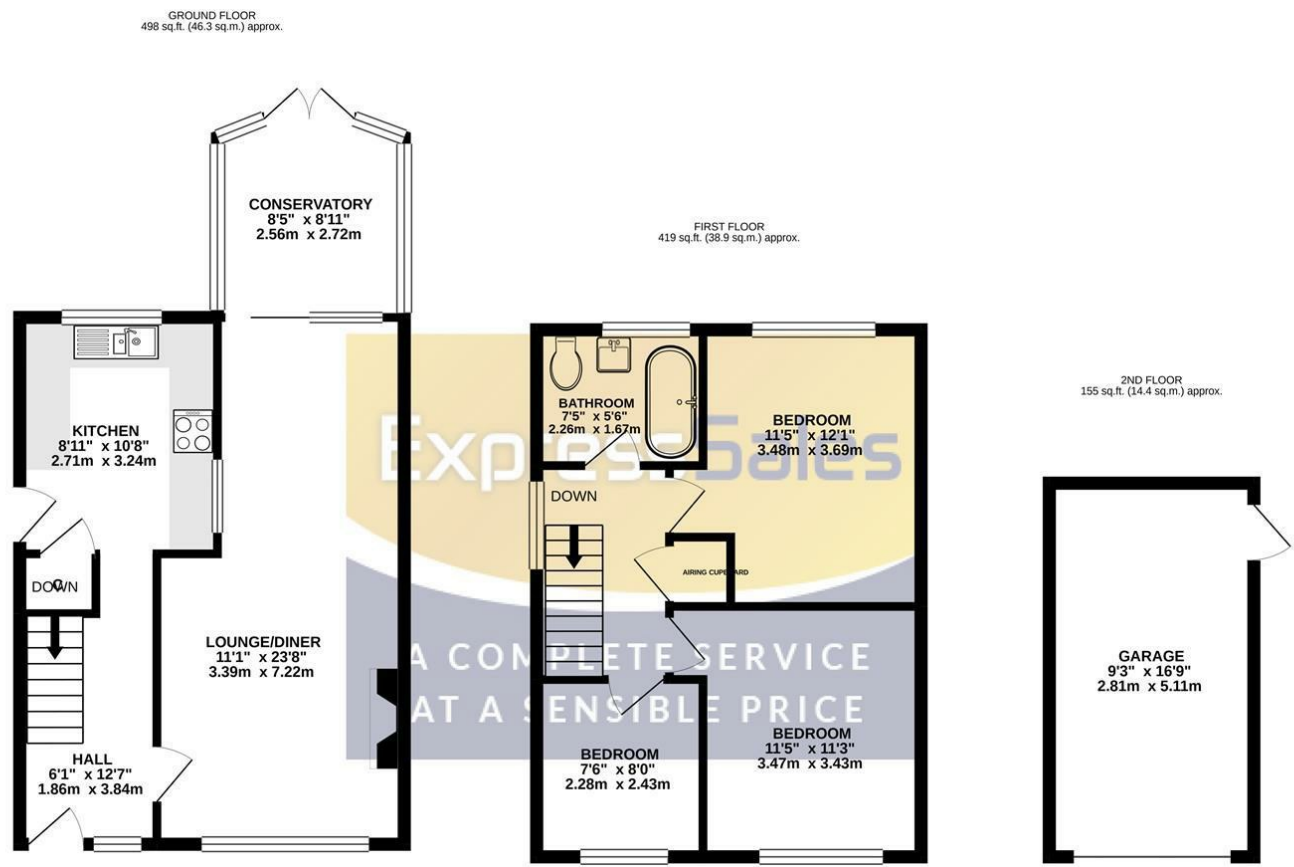 GROUND FLOOR
498 sq.ft. (46.3 sq.m.) approx.
CONSERVATORY
8'5" x 8'11"
2.56m x 2.72m
KITCHEN
8'11" x 10'8"
2.71m x 3.24m
DOWN
LOUNGE/DINER
11'1" x 23'8"
3.39m x 7.22m
HALL
6'1" x 12'7"
1.86m x 3.84m
FIRST FLOOR
419 sq.ft. (38.9 sq.m.) approx.
BATHROOM
7'5" x 5'6"
2.26m x 1.67m
BEDROOM
11'5" x 12'1"
3.48m x 3.69m
DOWN
AIRING CUPBOARD
BEDROOM
7'6" x 8'0"
2.28m x 2.43m
BEDROOM
11'5" x 11'3"
3.47m x 3.43m
2ND FLOOR
155 sq.ft. (14.4 sq.m.) approx.
GARAGE
9'3" x 16'9"
2.81m x 5.11m
ExpressSales
A COMPLETE SERVICE
AT A SENSIBLE PRICE